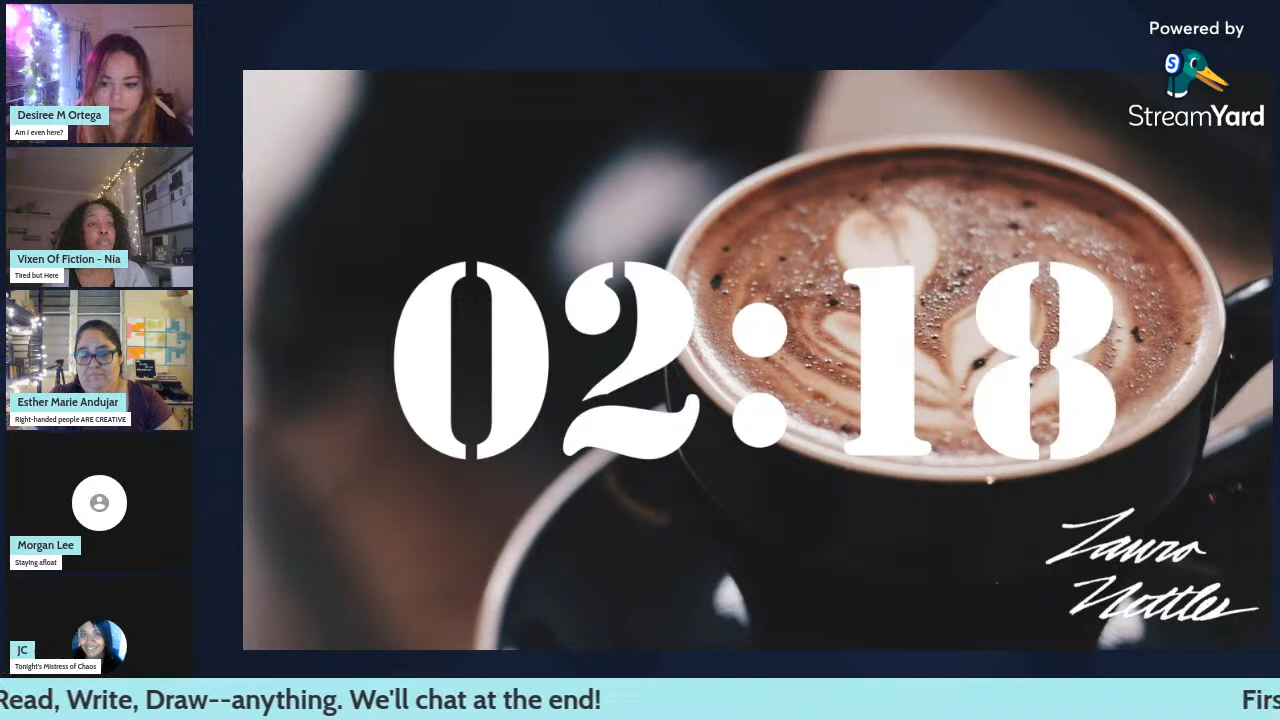 Powered by
StreamYard
Desiree M Ortega
Am I even here?
Vixen Of Fiction - Nia
Tired but Here
Esther Marie Andujar
Right-handed people ARE CREATIVE
Morgan Lee
Staying afloat
JC
Tonight's Mistress of Chaos
02:18
Read, Write, Draw--anything. We'll chat at the end!
Firs